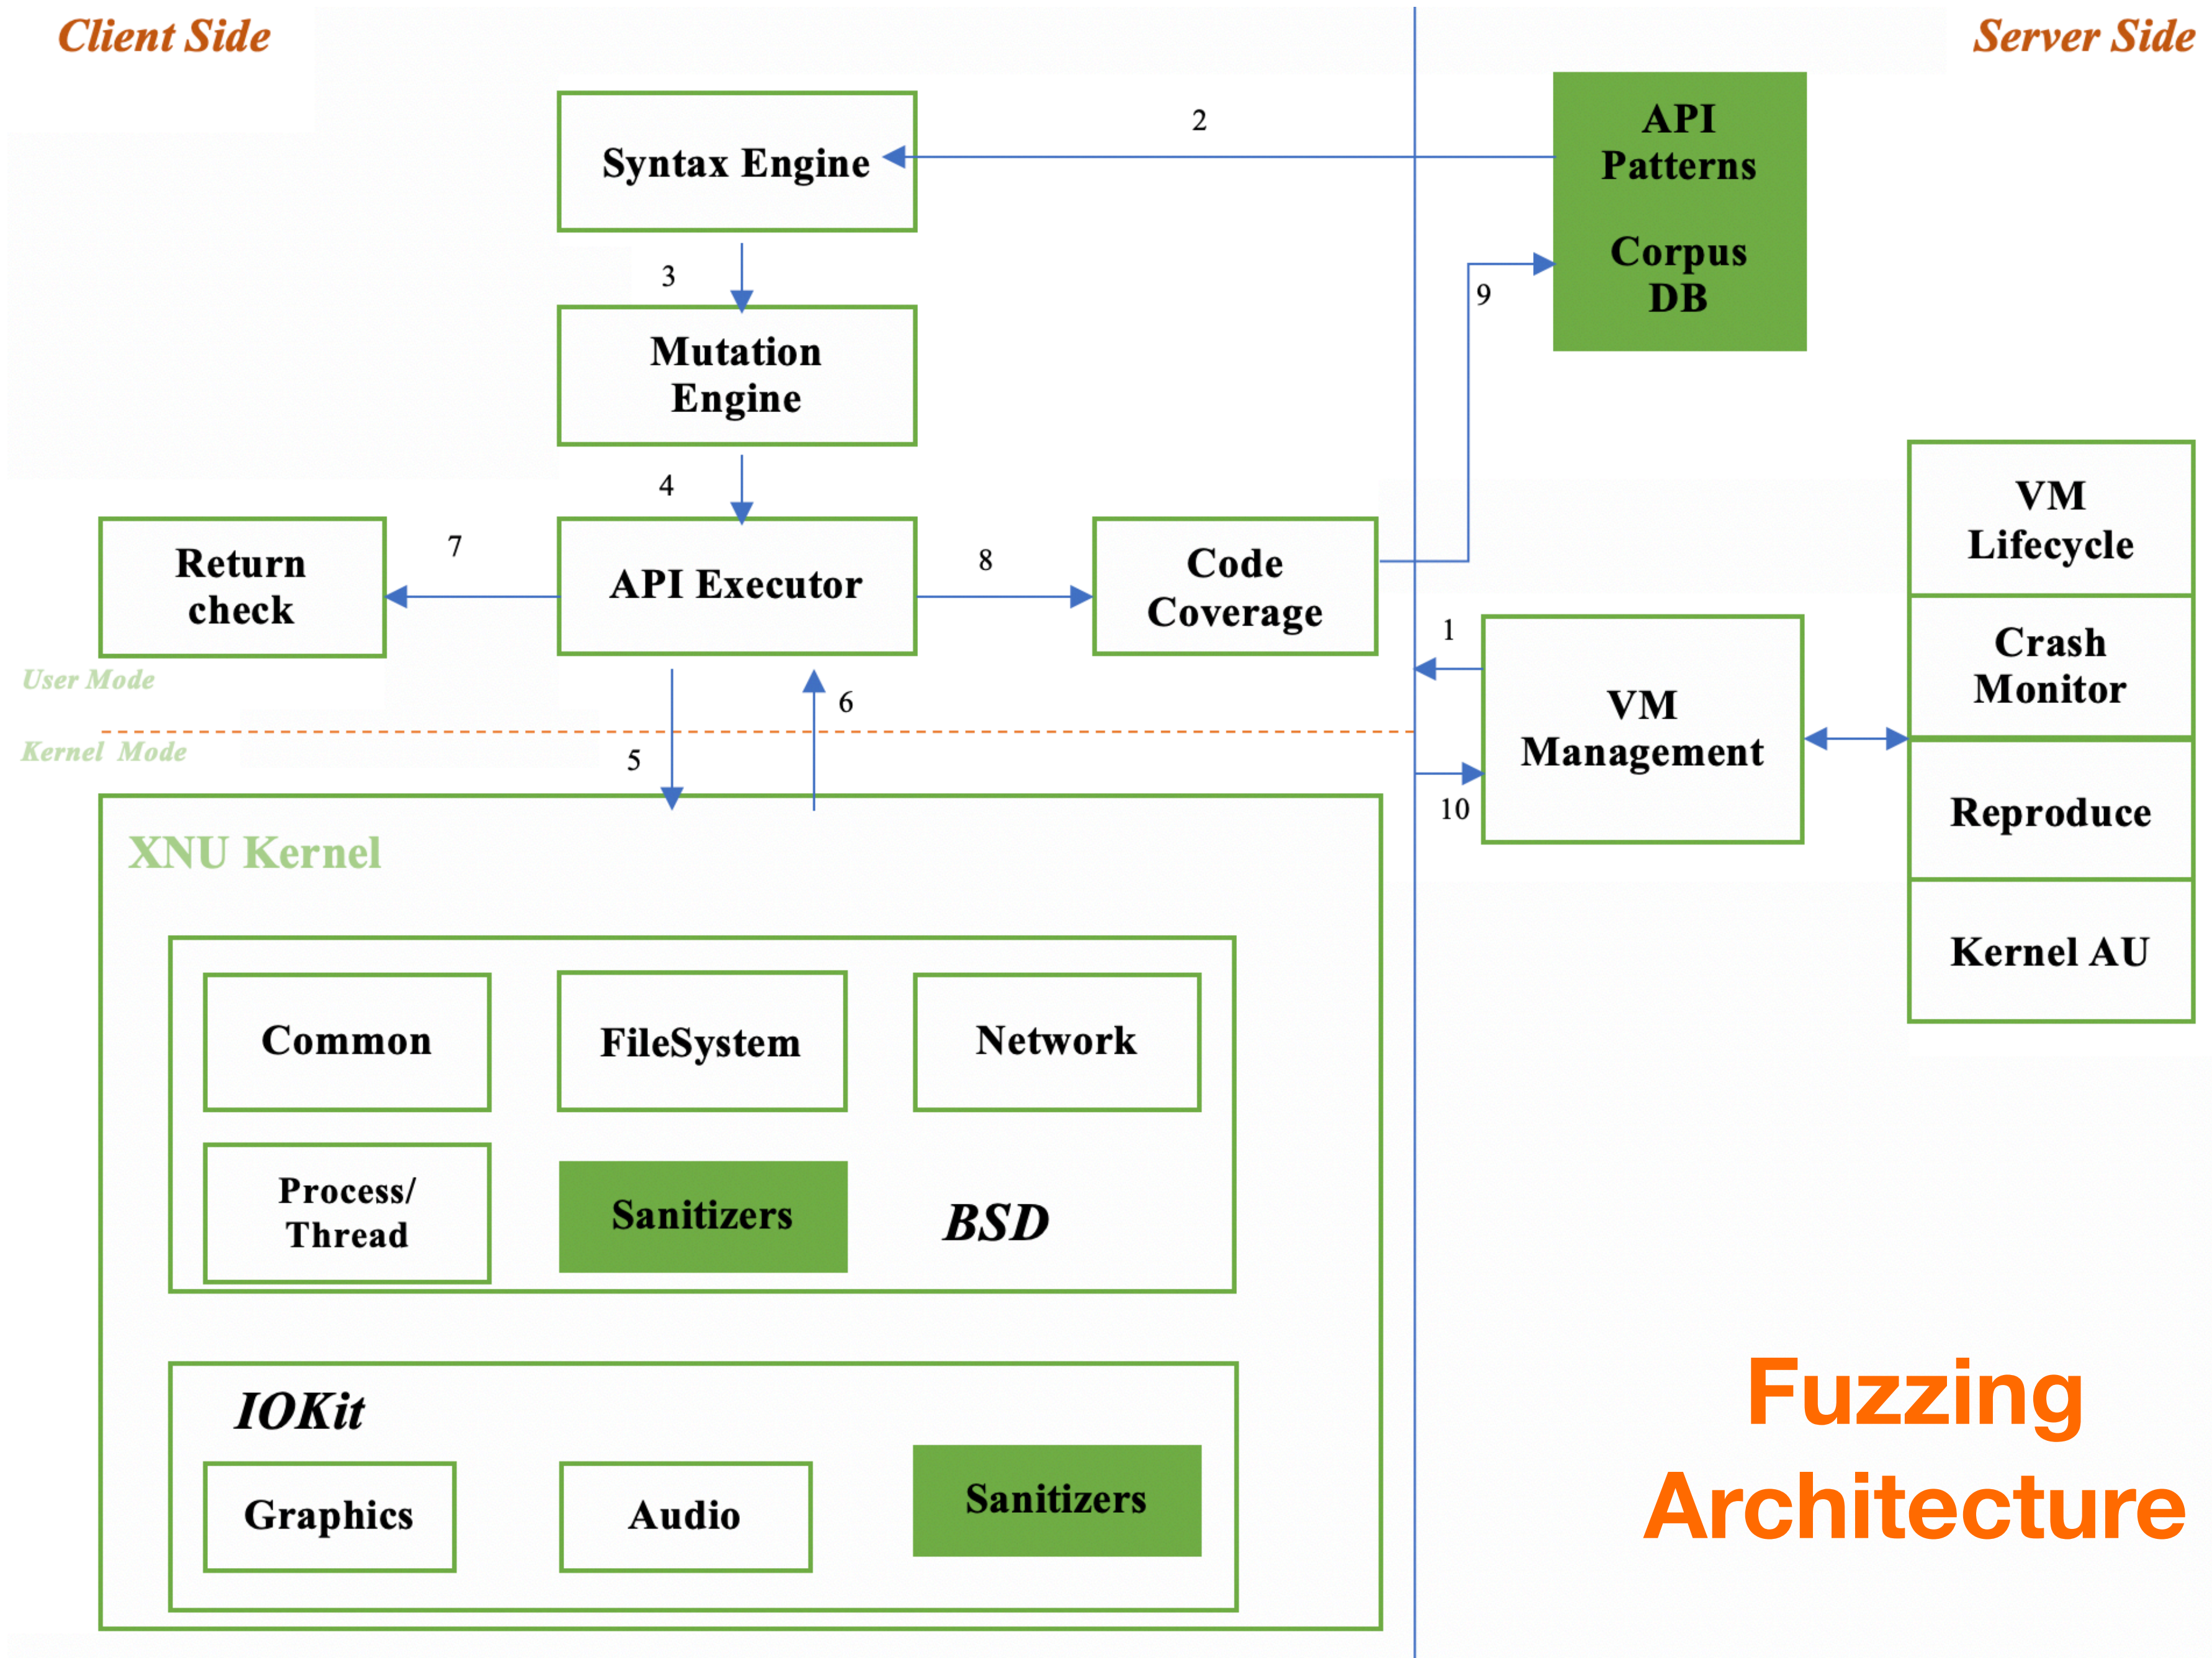 Client Side
Server Side
API
Patterns
Corpus
DB
2
Syntax Engine
3
9
Mutation
Engine
4
VM
Lifecycle
Return
check
7
API Executor
8
Code
Coverage
1
Crash
Monitor
User Mode
6
VM
Management
Kernel Mode
5
10
Reproduce
XNU Kernel
Kernel AU
Common
FileSystem
Network
Process/
Thread
Sanitizers
BSD
IOKit
Graphics
Audio
Sanitizers
Fuzzing
Architecture